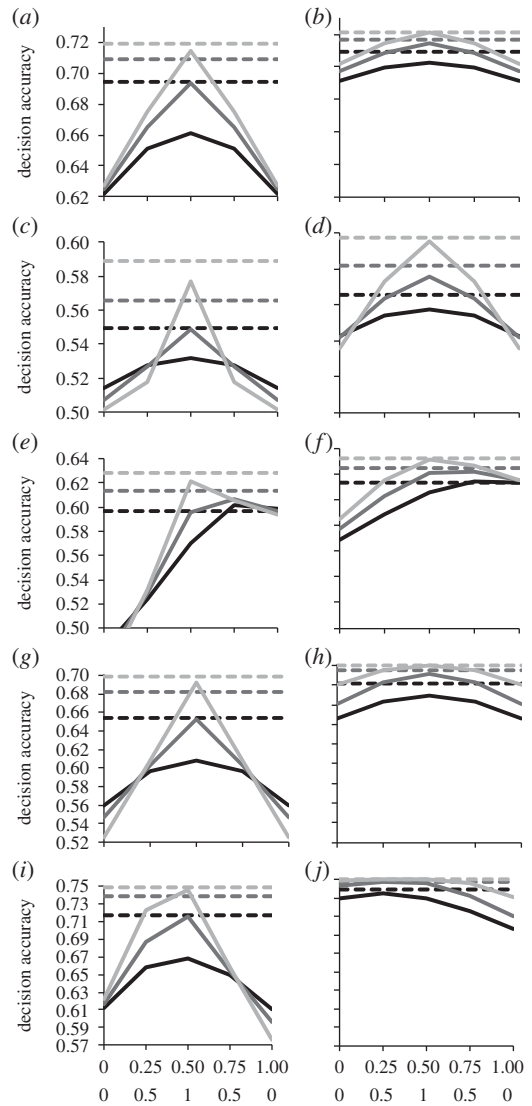 (a)
(b)
decision accuracy
0.72
0.70
0.68
0.66
0.64
0.62
(c)
(d)
decision accuracy
0.60
0.58
0.56
0.54
0.52
0.50
(e)
(f)
decision accuracy
0.64
0.62
0.60
0.58
0.56
0.54
0.52
0.50
(g)
(h)
decision accuracy
0.70
0.68
0.66
0.64
0.62
0.60
0.58
0.56
0.54
0.52
(i)
(j)
decision accuracy
0.75
0.73
0.71
0.69
0.67
0.65
0.63
0.61
0.59
0.57
0 0.25 0.50 0.75 1.00 0 0.25 0.50 0.75 1.00
0 0.5 1 0.5 0 0 0.5 1 0.5 0